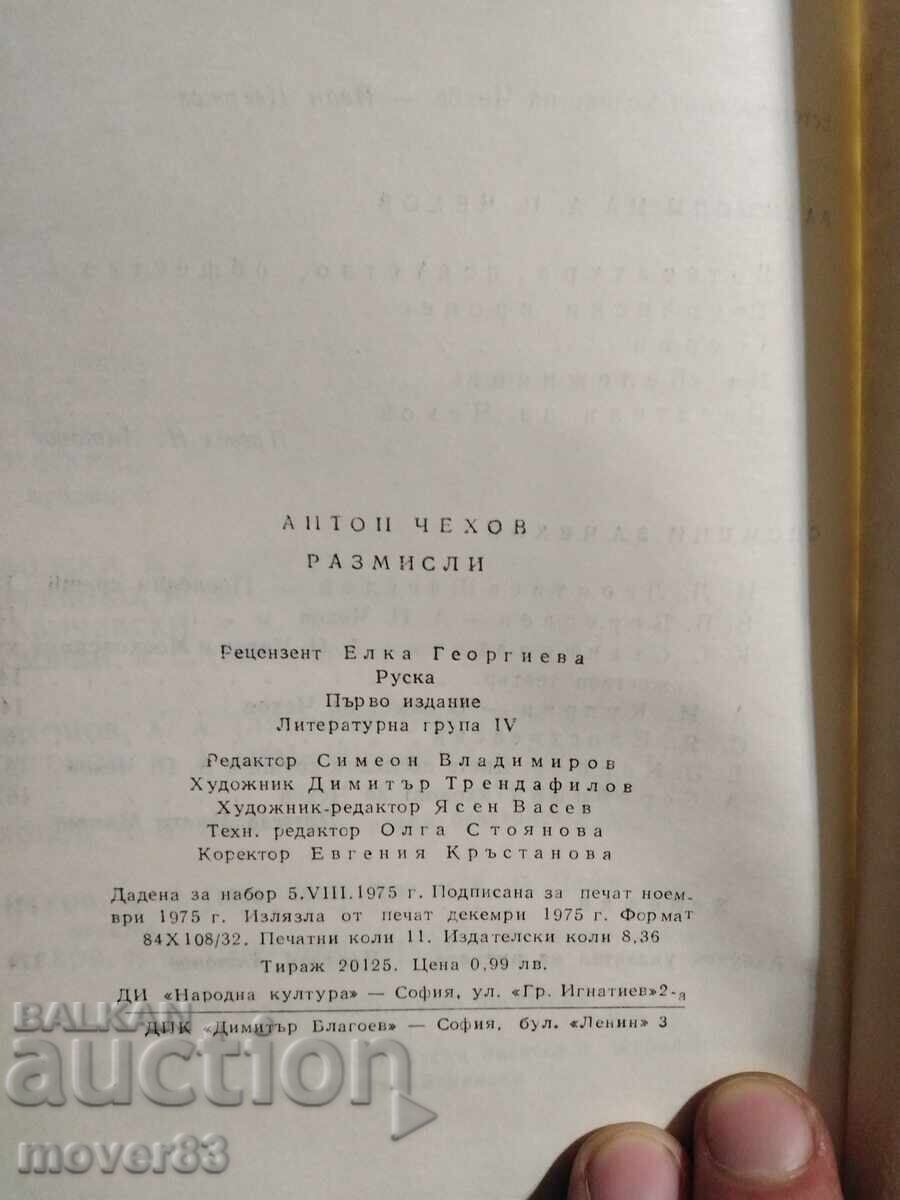 АНТОН ЧЕХОВ
РАЗМИСЛИ
Рецензент Елка Георгиева
Руска
Първо издание
Литературна група IV
Редактор Симеон Владимиров
Художник Димитър Трендафилов
Художник-редактор Ясен Васев
Техн. редактор Олга Стоянова
Коректор Евгения Кръстанова
Дадена за набор 5.VIII.1975 г. Подписана за печат ноем-
ври 1975 г. Излязла от печат декември 1975 г. Формат
84X108/32. Печатни коли 11. Издателски коли 8,36
Тираж 20125. Цена 0,99 лв.
ДИ «Народна култура» — София, ул. «Гр. Игнатиев» 2-а
ДПК «Димитър Благоев» — София, бул. «Ленин» 3
BALKAN
auction
mover83